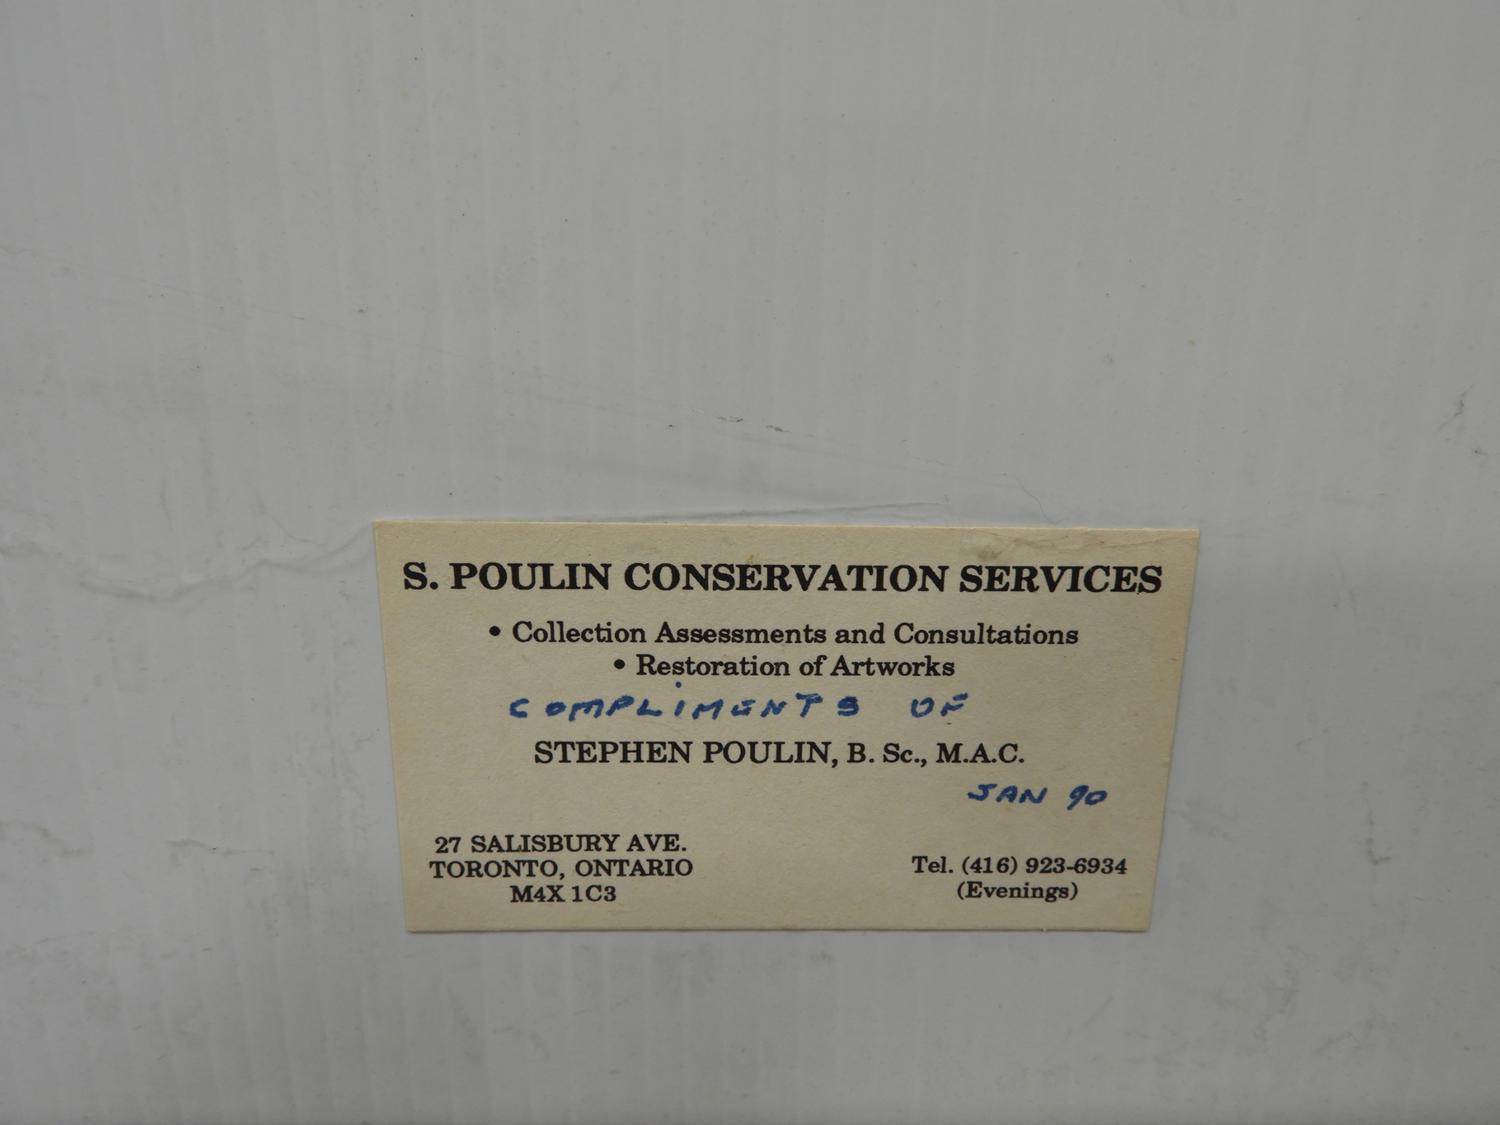 S. POULIN CONSERVATION SERVICES
• Collection Assessments and Consultations
• Restoration of Artworks
COMPLIMENTS OF
STEPHEN POULIN, B. Sc., M.A.C.
JAN 90
27 SALISBURY AVE.
TORONTO, ONTARIO
M4X 1C3
Tel. (416) 923-6934
(Evenings)